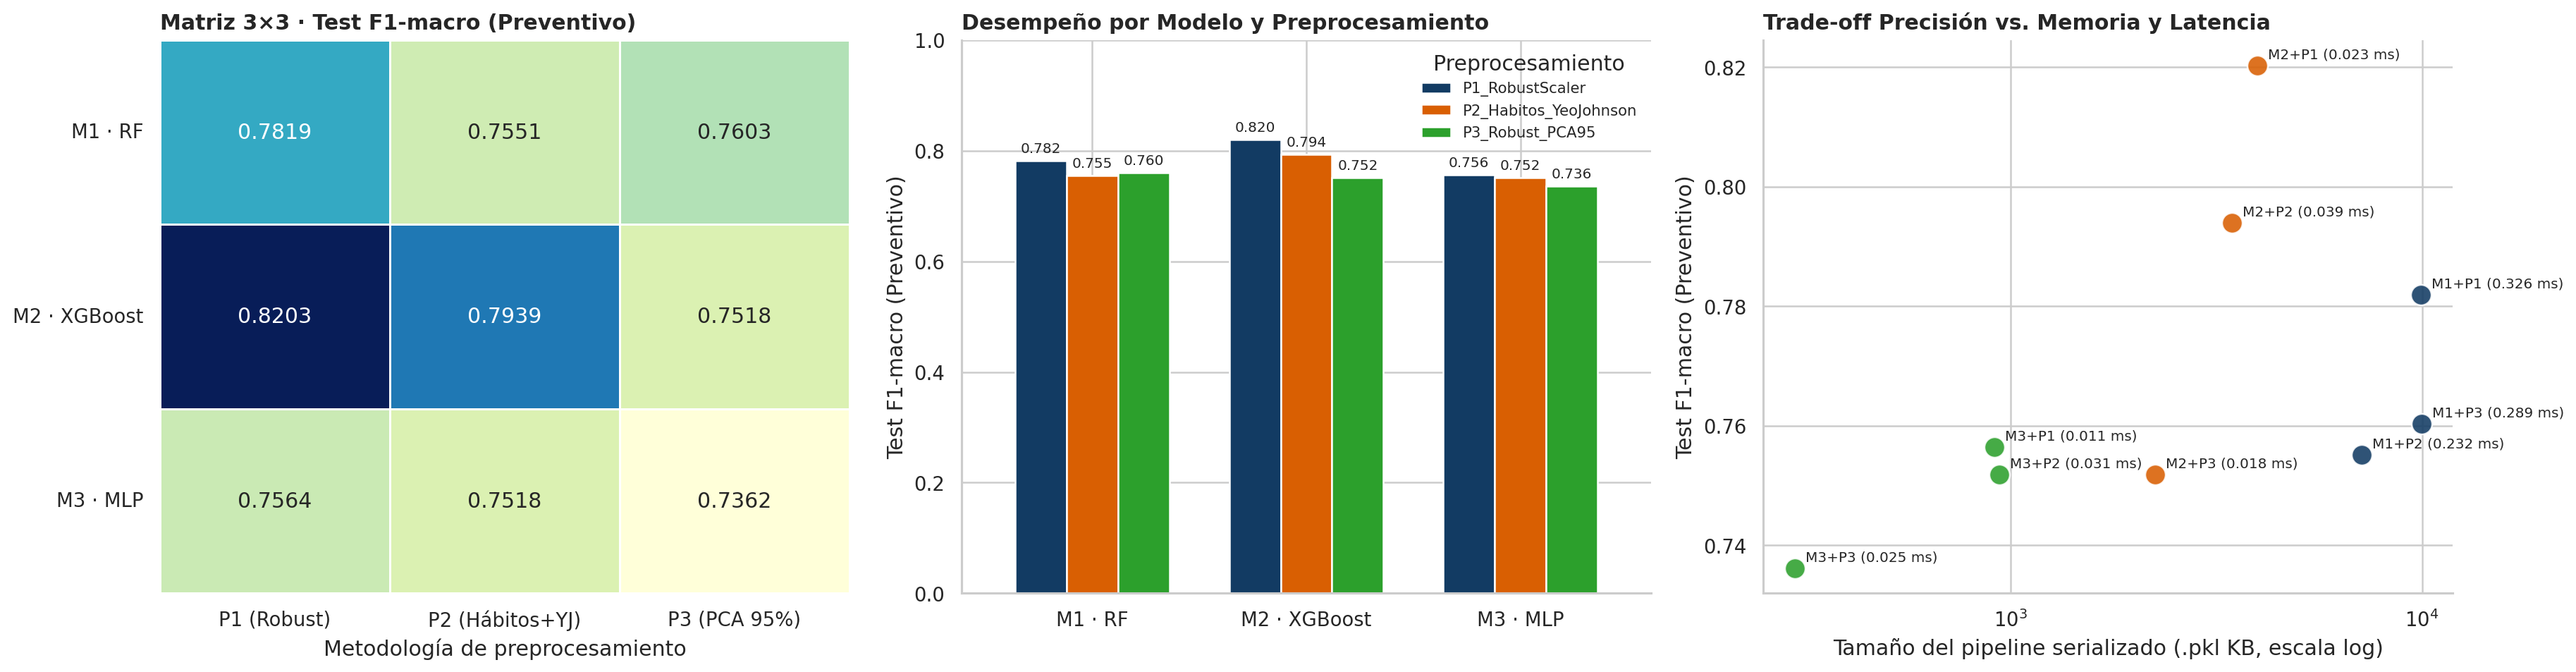 Matriz 3×3 · Test F1-macro (Preventivo)
M1 · RF
0.7819
0.7551
0.7603
M2 · XGBoost
0.8203
0.7939
0.7518
M3 · MLP
0.7564
0.7518
0.7362
P1 (Robust)
P2 (Hábitos+YJ)
P3 (PCA 95%)
Metodología de preprocesamiento
Desempeño por Modelo y Preprocesamiento
Test F1-macro (Preventivo)
1.0
0.8
0.6
0.4
0.2
0.0
Preprocesamiento
P1_RobustScaler
P2_Habitos_YeoJohnson
P3_Robust_PCA95
0.782
0.755
0.760
0.820
0.794
0.752
0.756
0.752
0.736
M1 · RF
M2 · XGBoost
M3 · MLP
Trade-off Precisión vs. Memoria y Latencia
Test F1-macro (Preventivo)
0.82
0.80
0.78
0.76
0.74
M2+P1 (0.023 ms)
M2+P2 (0.039 ms)
M1+P1 (0.326 ms)
M1+P3 (0.289 ms)
M3+P1 (0.011 ms)
M1+P2 (0.232 ms)
M3+P2 (0.031 ms)
M2+P3 (0.018 ms)
M3+P3 (0.025 ms)
10³
10⁴
Tamaño del pipeline serializado (.pkl KB, escala log)